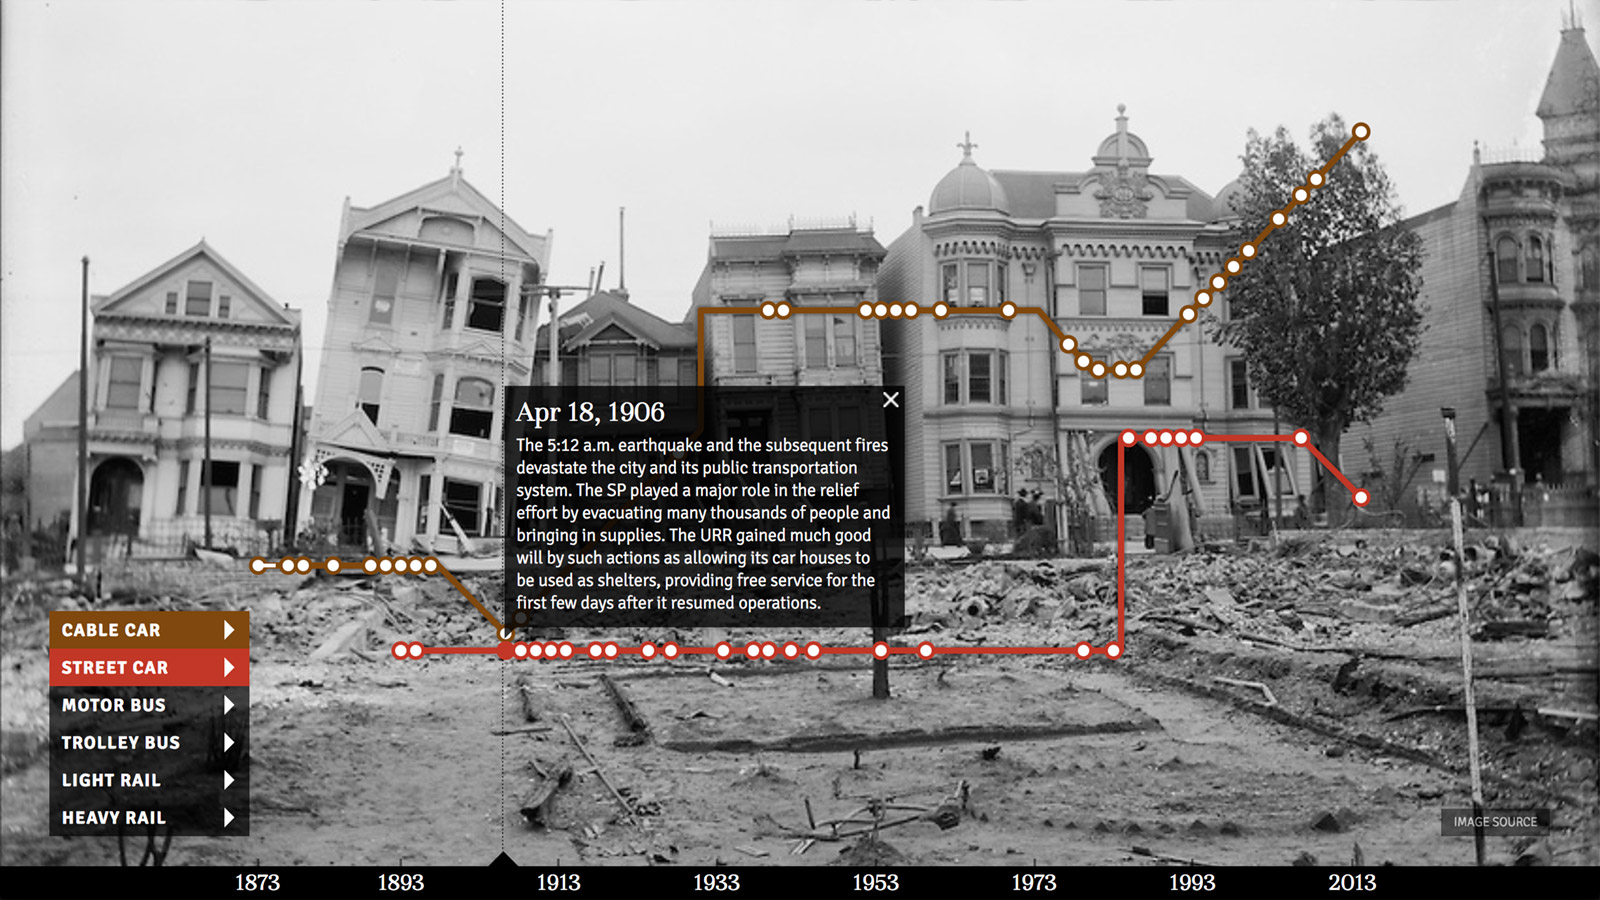 Apr 18, 1906
The 5:12 a.m. earthquake and the subsequent fires
devastate the city and its public transportation
system. The SP played a major role in the relief
effort by evacuating many thousands of people and
bringing in supplies. The URR gained much good
will by such actions as allowing its car houses to
be used as shelters, providing free service for the
first few days after it resumed operations.
CABLE CAR
STREET CAR
MOTOR BUS
TROLLEY BUS
LIGHT RAIL
HEAVY RAIL
IMAGE SOURCE
1873 1893 1913 1933 1953 1973 1993 2013